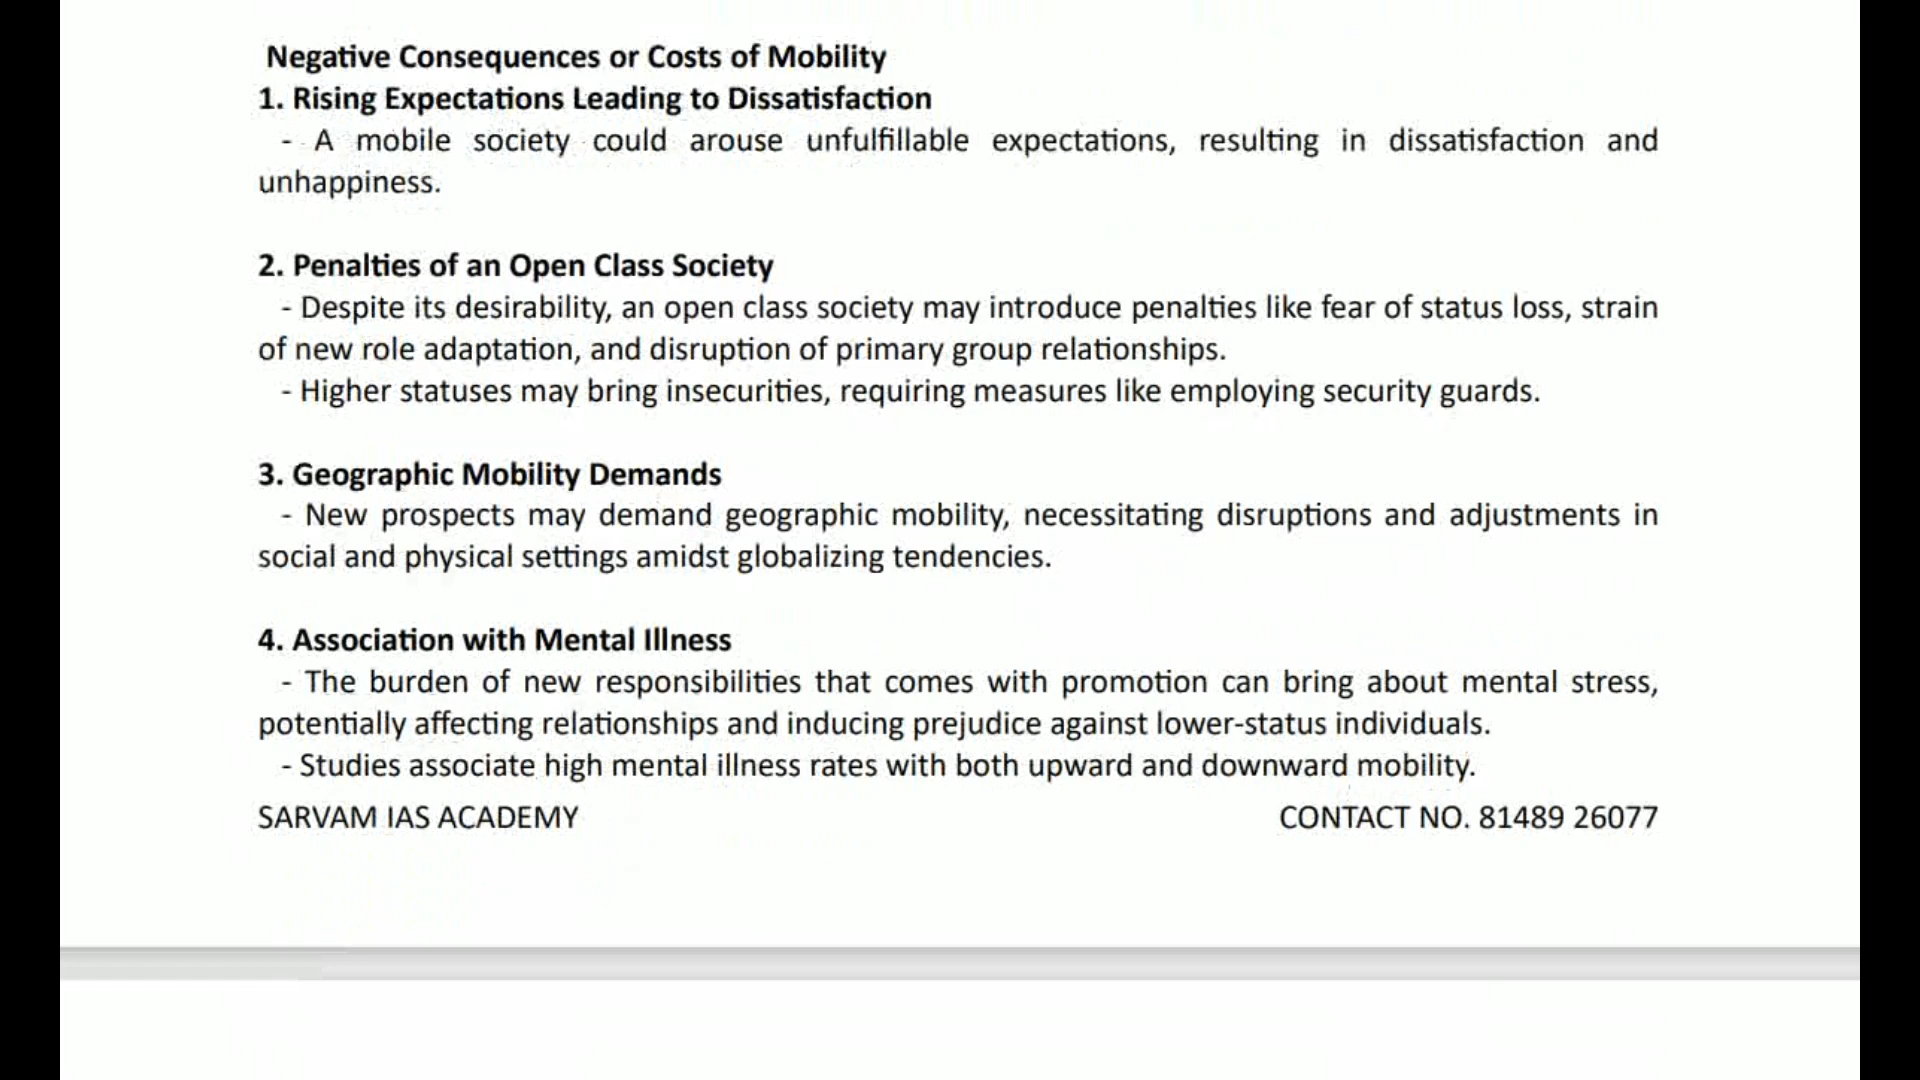 Negative Consequences or Costs of Mobility
1. Rising Expectations Leading to Dissatisfaction
- A mobile society could arouse unfulfillable expectations, resulting in dissatisfaction and
unhappiness.
2. Penalties of an Open Class Society
- Despite its desirability, an open class society may introduce penalties like fear of status loss, strain
of new role adaptation, and disruption of primary group relationships.
- Higher statuses may bring insecurities, requiring measures like employing security guards.
3. Geographic Mobility Demands
- New prospects may demand geographic mobility, necessitating disruptions and adjustments in
social and physical settings amidst globalizing tendencies.
4. Association with Mental Illness
- The burden of new responsibilities that comes with promotion can bring about mental stress,
potentially affecting relationships and inducing prejudice against lower-status individuals.
- Studies associate high mental illness rates with both upward and downward mobility.
SARVAM IAS ACADEMY CONTACT NO. 81489 26077